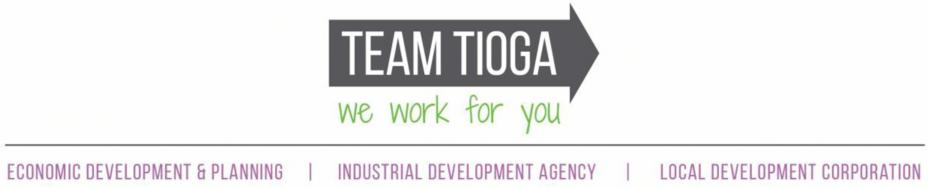 TEAM TIOGA
we work for you
ECONOMIC DEVELOPMENT & PLANNING | INDUSTRIAL DEVELOPMENT AGENCY | LOCAL DEVELOPMENT CORPORATION